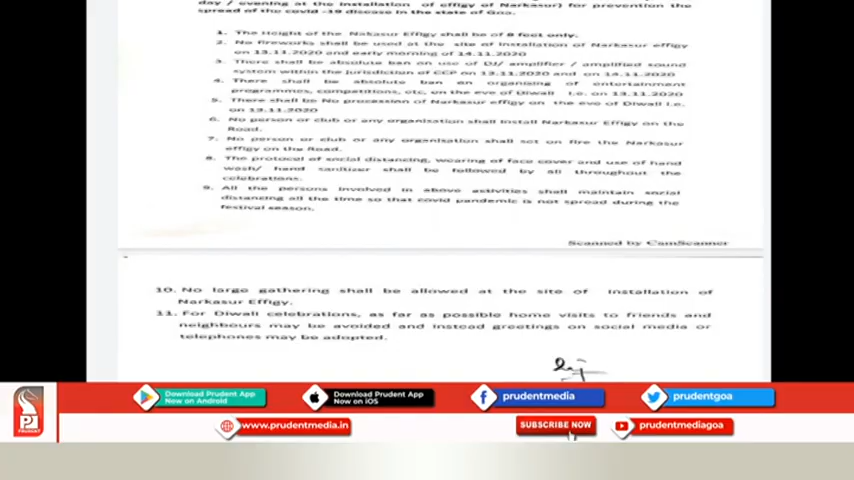 day / evening at the installation of effigy of Narkasur) for prevention the
spread of the covid -19 disease in the state of Goa.
1. The Height of the Naksasur Effigy shall be of 8 feet only.
2. No fireworks shall be used at the site of installation of Narkasur effigy
on 13.11.2020 and early morning of 14.11.2020
3. There shall be absolute ban on use of DJ/ amplifier / amplified sound
system within the jurisdiction of CCP on 13.11.2020 and on 14.11.2020
4. There shall be absolute ban on organising of entertainment
programmes, competitions, etc, on the eve of Diwali i.e. on 13.11.2020
5. There shall be No procession of Narkasur effigy on the eve of Diwali i.e.
on 13.11.2020
6. No person or club or any organisation shall install Narkasur Effigy on the
Road.
7. No person or club or any organisation shall set on fire the Narkasur
effigy on the Road.
8. The protocol of social distancing, wearing of face cover and use of hand
wash/ hand sanitizer shall be followed by all throughout the
celebrations.
9. All the persons involved in above activities shall maintain social
distancing all the time so that covid pandemic is not spread during the
festival season.
Scanned by CamScanner
10. No large gathering shall be allowed at the site of installation of
Narkasur Effigy.
11. For Diwali celebrations, as far as possible home visits to friends and
neighbours may be avoided and instead greetings on social media or
telephones may be adopted.
Download Prudent App
Now on Android
Download Prudent App
Now on iOS
prudentmedia
prudentgoa
PRUDENT
www.prudentmedia.in
SUBSCRIBE NOW
prudentmediagoa